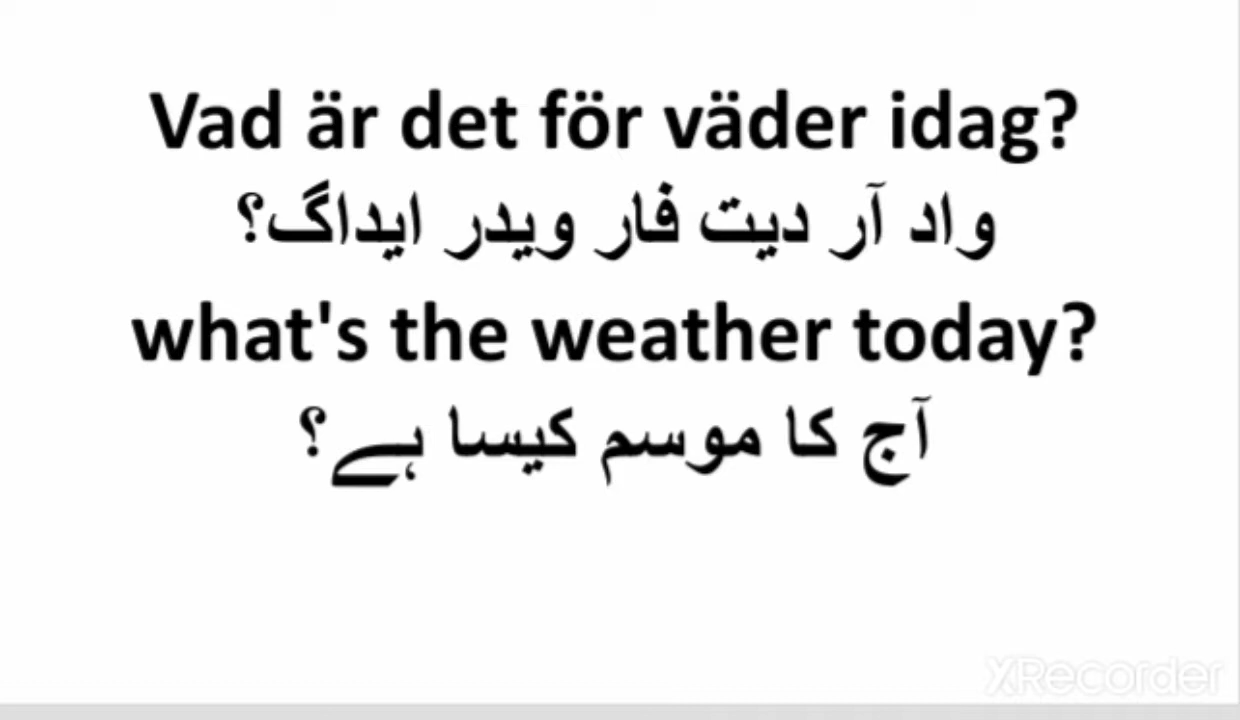 Vad är det för väder idag?
واد آر دیت فار ویدر ایداگ؟
what's the weather today?
آج کا موسم کیسا ہے؟
XRecorder